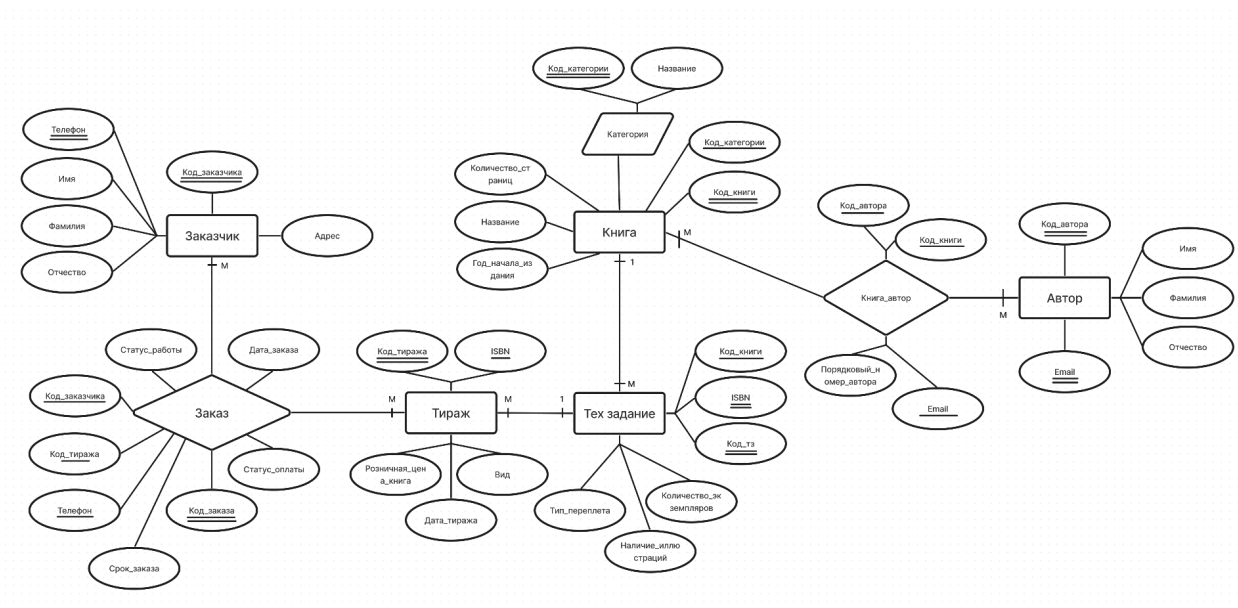 Код_категории
Название
Телефон
Категория
Код_категории
Количество_ст
раниц
Имя
Код_заказчика
Код_книги
Название
Код_автора
Фамилия
Заказчик
Адрес
Книга
М
Код_книги
Код_автора
Имя
Отчество
М
Год_начала_из
дания
1
Книга_автор
Автор
Фамилия
М
Отчество
Статус_работы
Дата_заказа
Код_тиража
ISBN
Код_книги
Порядковый_н
омер_автора
Email
Код_заказчика
М
ISBN
Email
Заказ
М
Тираж
М
1
Тех задание
Код_тиража
Статус_оплаты
Розничная_цен
а_книга
Вид
Код_тз
Телефон
Код_заказа
Дата_тиража
Тип_переплета
Количество_эк
земпляров
Наличие_иллю
страций
Срок_заказа